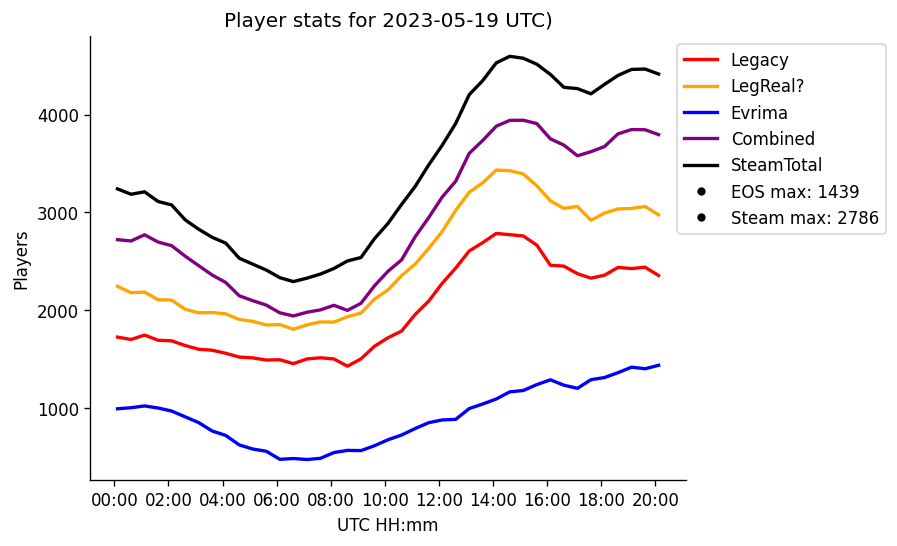 Player stats for 2023-05-19 UTC)
Legacy
LegReal?
Evrima
Combined
SteamTotal
EOS max: 1439
Steam max: 2786
Players
4000
3000
2000
1000
00:00 02:00 04:00 06:00 08:00 10:00 12:00 14:00 16:00 18:00 20:00
UTC HH:mm